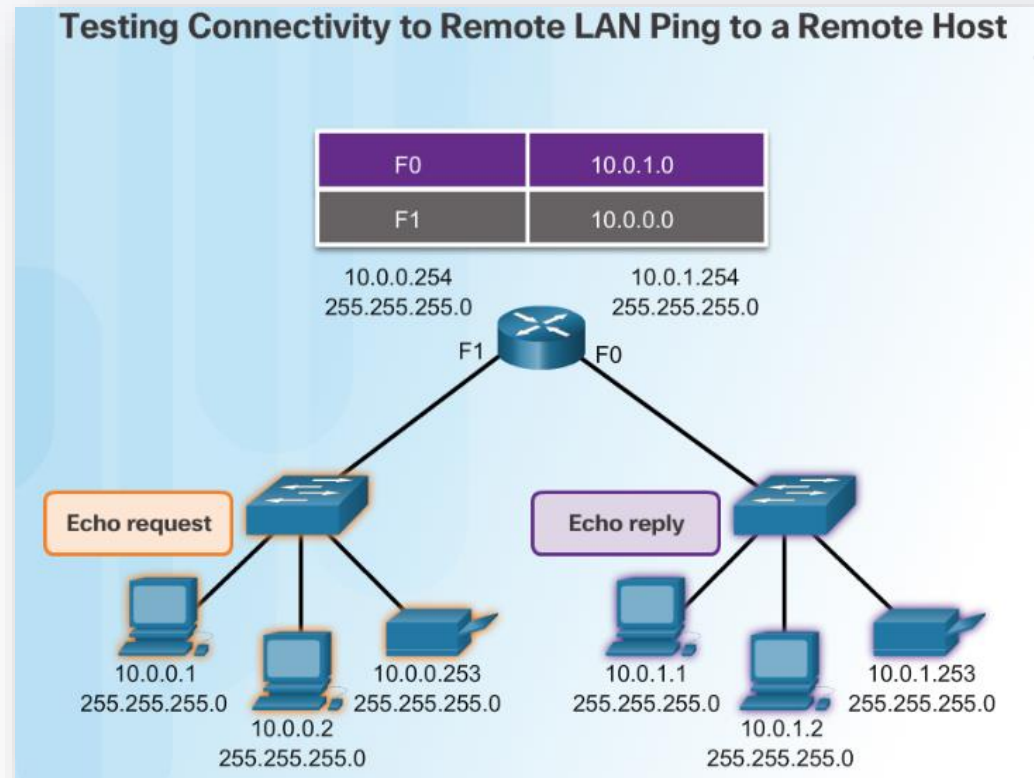 Testing Connectivity to Remote LAN Ping to a Remote Host
F0 10.0.1.0
F1 10.0.0.0
10.0.0.254 10.0.1.254
255.255.255.0 255.255.255.0
F1 F0
Echo request Echo reply
10.0.0.1 10.0.0.253 10.0.1.1 10.0.1.253
255.255.255.0 255.255.255.0 255.255.255.0 255.255.255.0
10.0.0.2 10.0.1.2
255.255.255.0 255.255.255.0